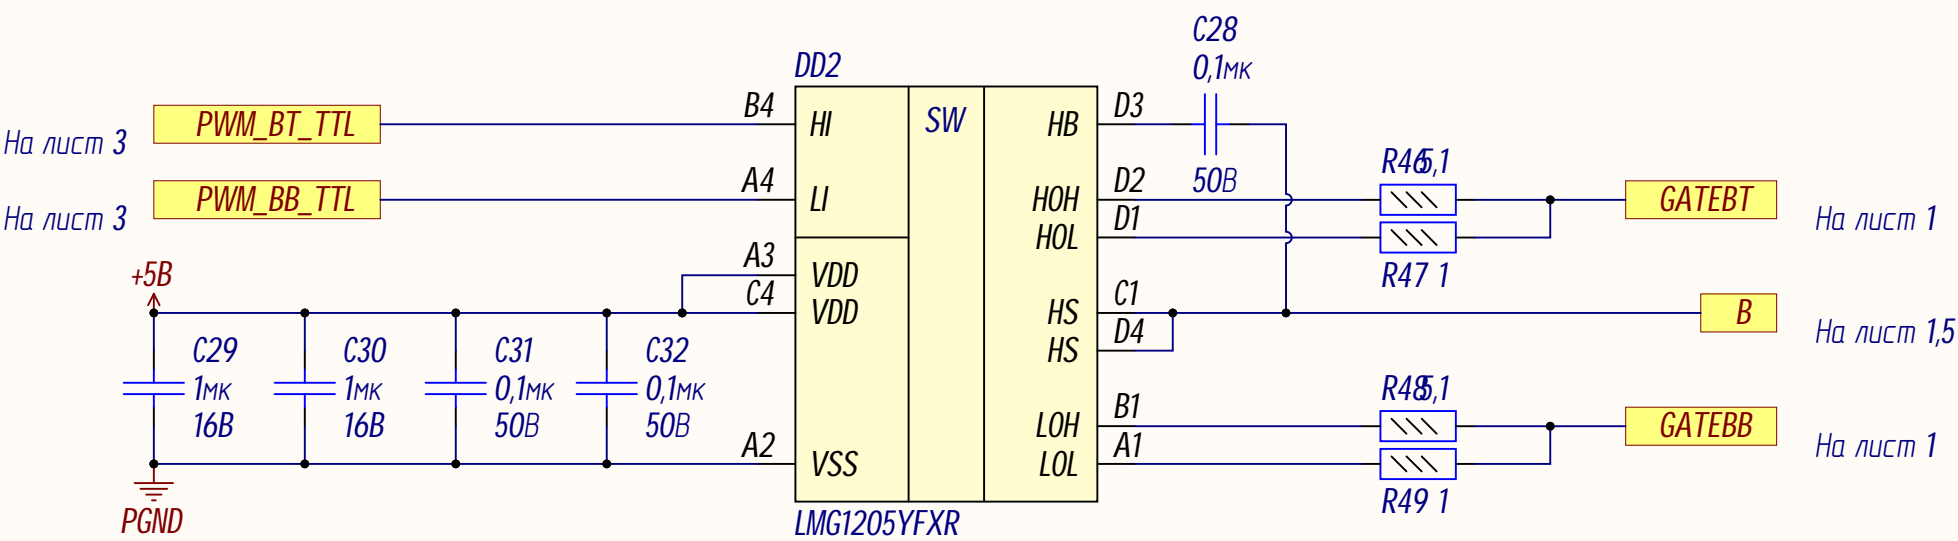 C28
0,1мк
50В
DD2
PWM_BT_TTL
На лист 3
PWM_BB_TTL
На лист 3
B4
A4
A3
C4
A2
HI
LI
VDD
VDD
VSS
SW
HB
HOH
HOL
HS
HS
LOH
LOL
D3
D2
D1
C1
D4
B1
A1
LMG1205YFXR
+5В
C29
1мк
16В
C30
1мк
16В
C31
0,1мк
50В
C32
0,1мк
50В
PGND
R46 5,1
R47 1
GATEBT
На лист 1
B
На лист 1,5
R48 5,1
R49 1
GATEBB
На лист 1